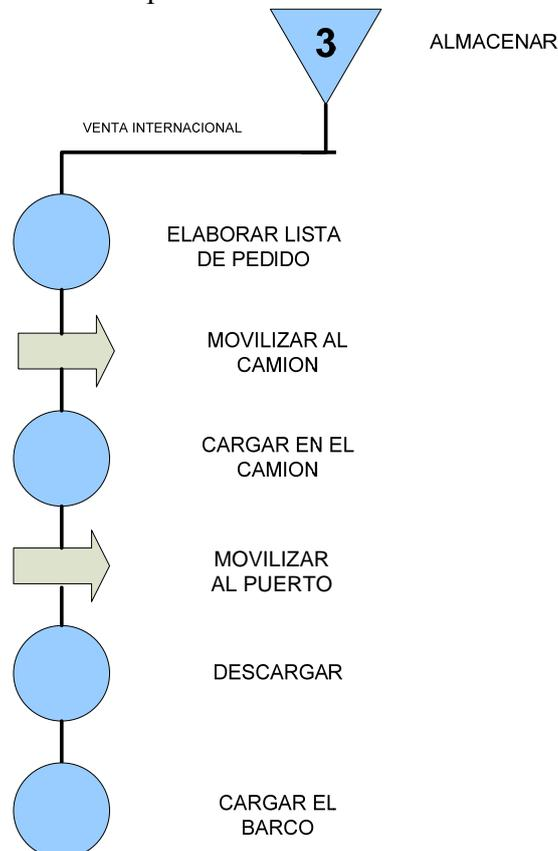 3
ALMACENAR
VENTA INTERNACIONAL
ELABORAR LISTA
DE PEDIDO
MOVILIZAR AL
CAMION
CARGAR EN EL
CAMION
MOVILIZAR
AL PUERTO
DESCARGAR
CARGAR EL
BARCO